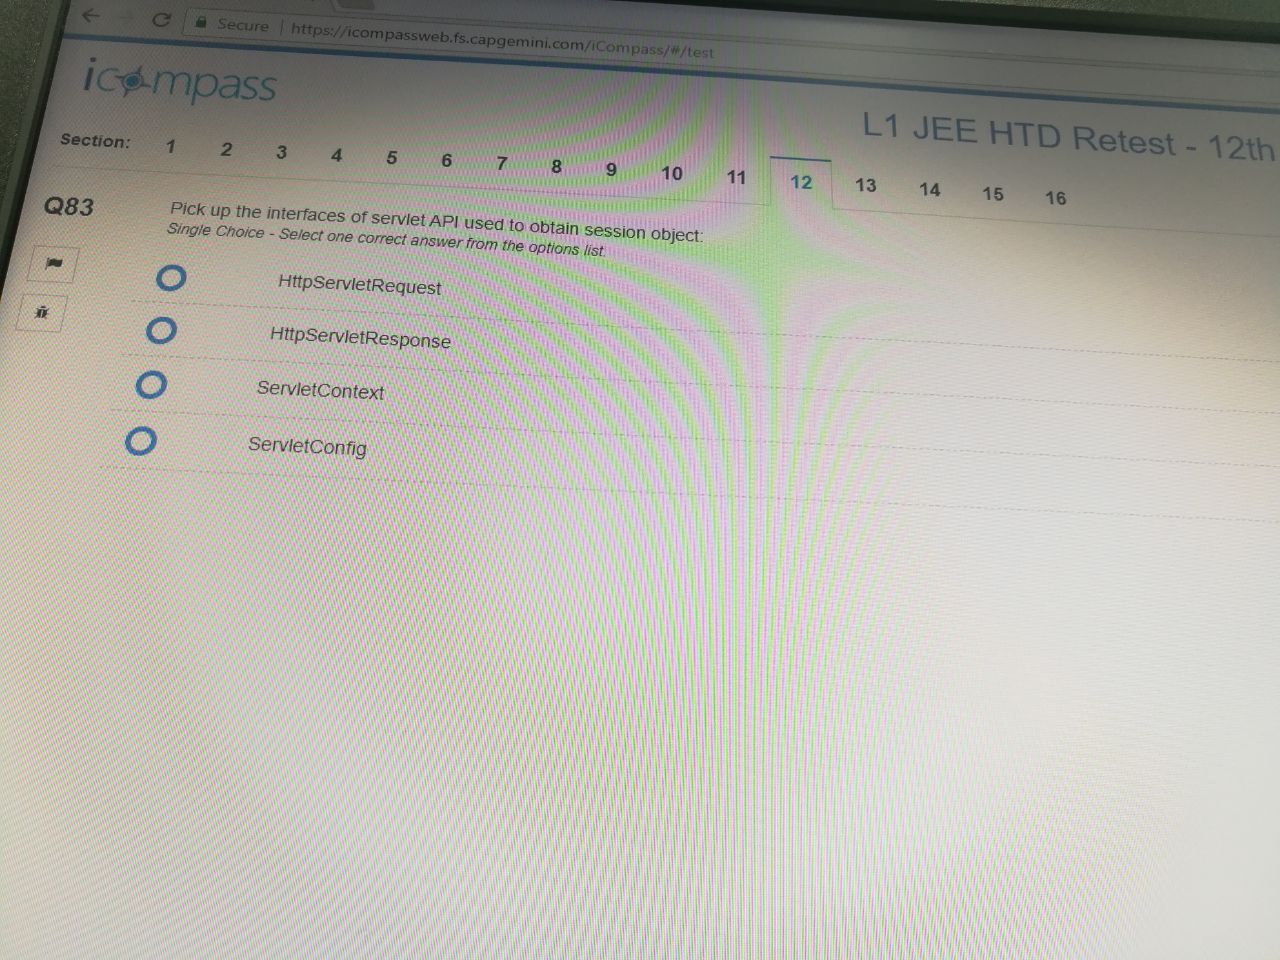 Secure | https://icompassweb.fs.capgemini.com/iCompass/#/test
icompass
L1 JEE HTD Retest - 12th
Section: 1 2 3 4 5 6 7 8 9 10 11 12 13 14 15 16
Q83
Pick up the interfaces of servlet API used to obtain session object:
Single Choice - Select one correct answer from the options list.
HttpServletRequest
HttpServletResponse
ServletContext
ServletConfig